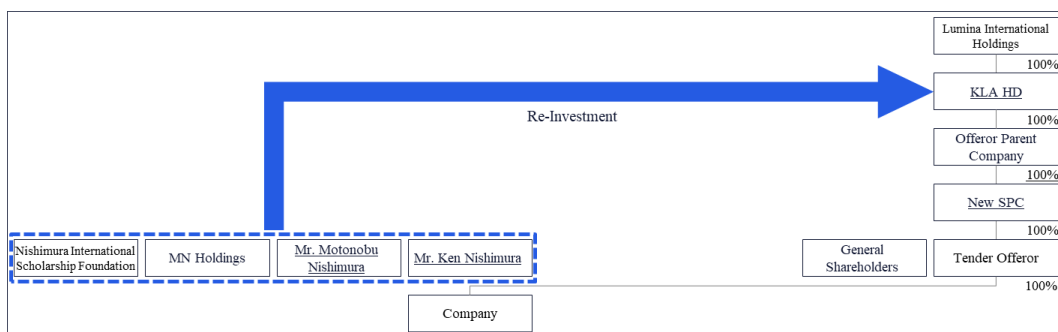 Lumina International
Holdings
100%
KLA HD
100%
Re-Investment
Offeror Parent
Company
100%
New SPC
100%
Nishimura International
Scholarship Foundation
MN Holdings
Mr. Motonobu
Nishimura
Mr. Ken Nishimura
General
Shareholders
Tender Offeror
100%
Company